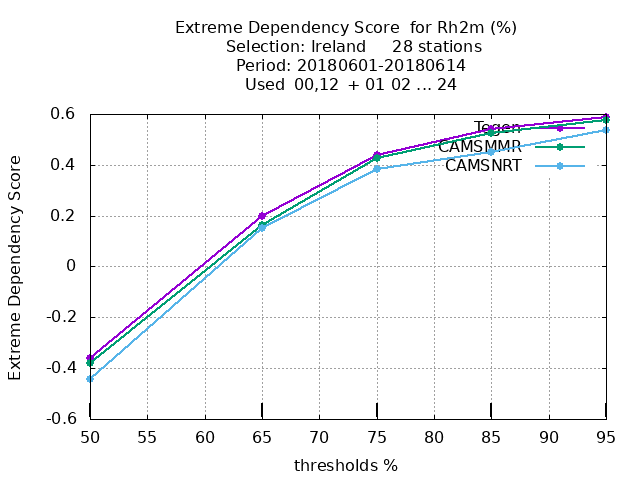 Extreme Dependency Score for Rh2m (%)
Selection: Ireland 28 stations
Period: 20180601-20180614
Used 00,12 + 01 02 ... 24
Extreme Dependency Score
0.6
0.4
0.2
0
-0.2
-0.4
-0.6
Tegen
CAMSMMR
CAMSNRT
50 55 60 65 70 75 80 85 90 95
thresholds %